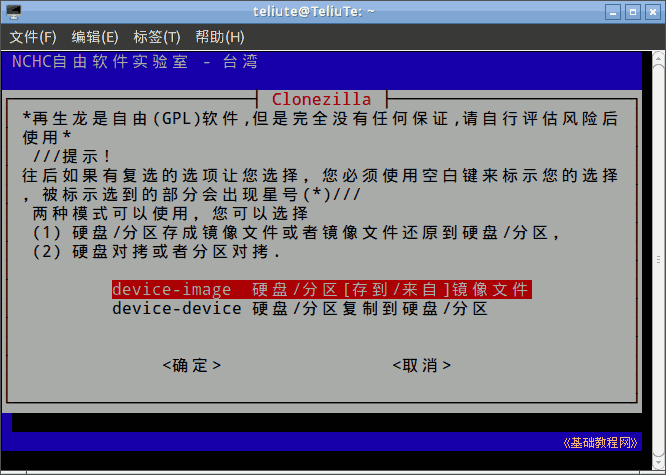 teliute@TeliuTe: ~
文件(F) 编辑(E) 标签(T) 帮助(H)
NCHC自由软件实验室 - 台湾
Clonezilla
*再生龙是自由(GPL)软件,但是完全没有任何保证,请自行评估风险后
使用*
///提示！
往后如果有复选的选项让您选择, 您必须使用空白键来标示您的选择
, 被标示选到的部分会出现星号(*)///
两种模式可以使用, 您可以选择
(1) 硬盘/分区存成镜像文件或者镜像文件还原到硬盘/分区,
(2) 硬盘对拷或者分区对拷.
device-image 硬盘/分区[存到/来自]镜像文件
device-device 硬盘/分区复制到硬盘/分区
<确定> <取消>
《基础教程网》